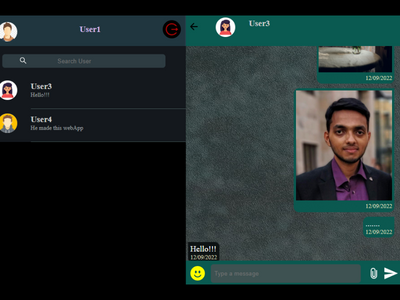 User1
Search User
User3
Hello!!!
User4
He made this webApp
User3
12/09/2022
12/09/2022
.......
12/09/2022
Hello!!!
12/09/2022
Type a message